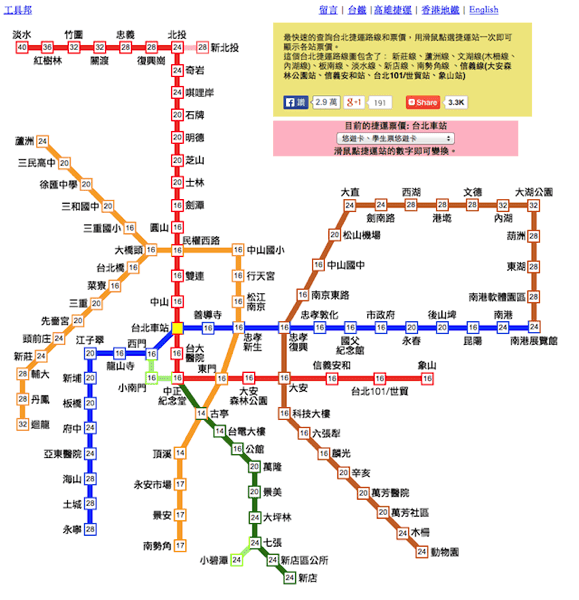 工具邦
留言 | 台鐵 | 高雄捷運 | 香港地鐵 | English
最快速的查詢台北捷運路線和票價。用滑鼠點選捷運站一次即可
顯示各站票價。
這個台北捷運路線圖包含了： 新莊線、蘆洲線、文湖線(木柵線、
內湖線)、板南線、淡水線、新店線、南勢角線 、信義線(大安森
林公園站、信義安和站、台北101/世貿站、象山站)
讚 2.9 萬 g+1 191 Share 3.3K
目前的捷運票價: 台北車站
悠遊卡、學生票悠遊卡
滑鼠點捷運站的數字即可變換。
淡水 竹圍 忠義 北投
40 36 32 32 28 28 24 28 新北投
紅樹林 關渡 復興崗
24 奇岩
24 唭哩岸
20 石牌
20 明德
20 芝山
20 士林
16 劍潭
圓山 16
民權西路
16
16 雙連
中山 16
台北車站
16 台大
醫院
16 中正
紀念堂
蘆洲 24
三民高中 20
徐匯中學 20
三和國中 20
三重國小 16
大橋頭 16
16 中山國小
台北橋 16
菜寮 16
三重 20
先嗇宮 20
頭前庄 24
新莊 24
28 輔大
28 丹鳳
32 迴龍
16 行天宮
16 松江
南京
善導寺
16
16 忠孝
新生
東門 16
14 古亭
頂溪 14
永安市場 17
景安 17
南勢角 17
西門
16
江子翠
20 16
龍山寺
新埔 20
板橋 20
府中 24
亞東醫院 24
海山 28
土城 28
永寧 28
小南門 16
14 台電大樓
16 公館
20 萬隆
20 景美
24 大坪林
24 七張
小碧潭 24
24 新店區公所
24 新店
大直 西湖 文德 大湖公園
24 24 24 28 28 32 32
劍南路 港墘 內湖
20 松山機場
16 中山國中
16 南京東路
葫洲 28
東湖 28
南港軟體園區 28
忠孝敦化 市政府 後山埤 南港
16 16 16 20 20 20 24 24
忠孝
復興
國父
紀念館
永春 昆陽 南港展覽館
信義安和 象山
16 16 16 16 16
大安
森林公園
大安 台北101/世貿
16 科技大樓
16 六張犁
16 麟光
20 辛亥
20 萬芳醫院
20 萬芳社區
24 木柵
24 動物園